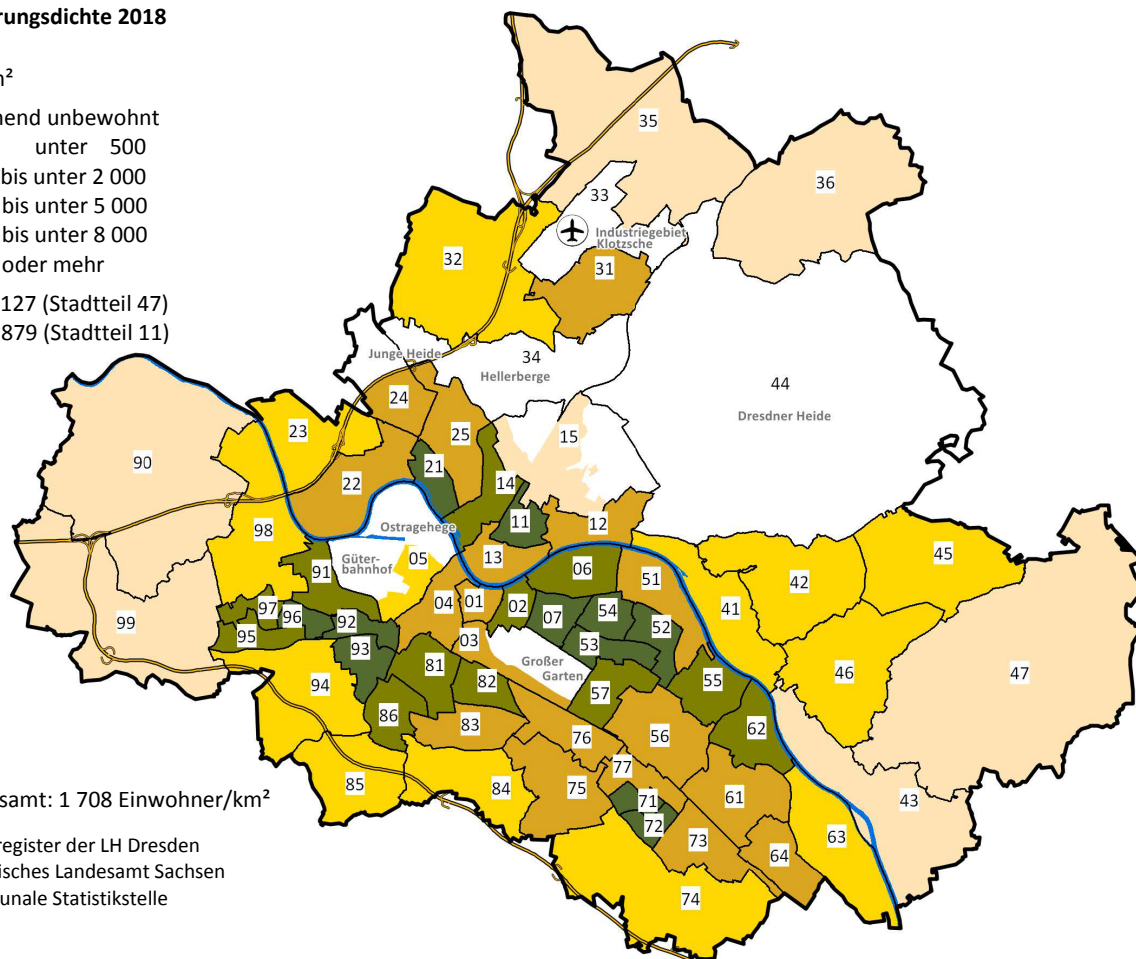 rungsdichte 2018
m²
nend unbewohnt
unter 500
bis unter 2 000
bis unter 5 000
bis unter 8 000
oder mehr
127 (Stadtteil 47)
879 (Stadtteil 11)
35
36
33
Industriegebiet
Klotzsche
32
31
Junge Heide
34
Hellerberge
44
Dresdner Heide
24
23
25
15
90
21
22
14
11
12
Ostragehege
98
13
45
Güter-
bahnhof
05
06
51
42
91
04
01
02
07
54
41
97
96
92
52
99
95
03
53
93
Großer
Garten
46
47
81
82
57
55
94
86
62
83
76
56
77
85
84
75
71
61
43
72
73
64
63
74
samt: 1 708 Einwohner/km²
register der LH Dresden
isches Landesamt Sachsen
unale Statistikstelle